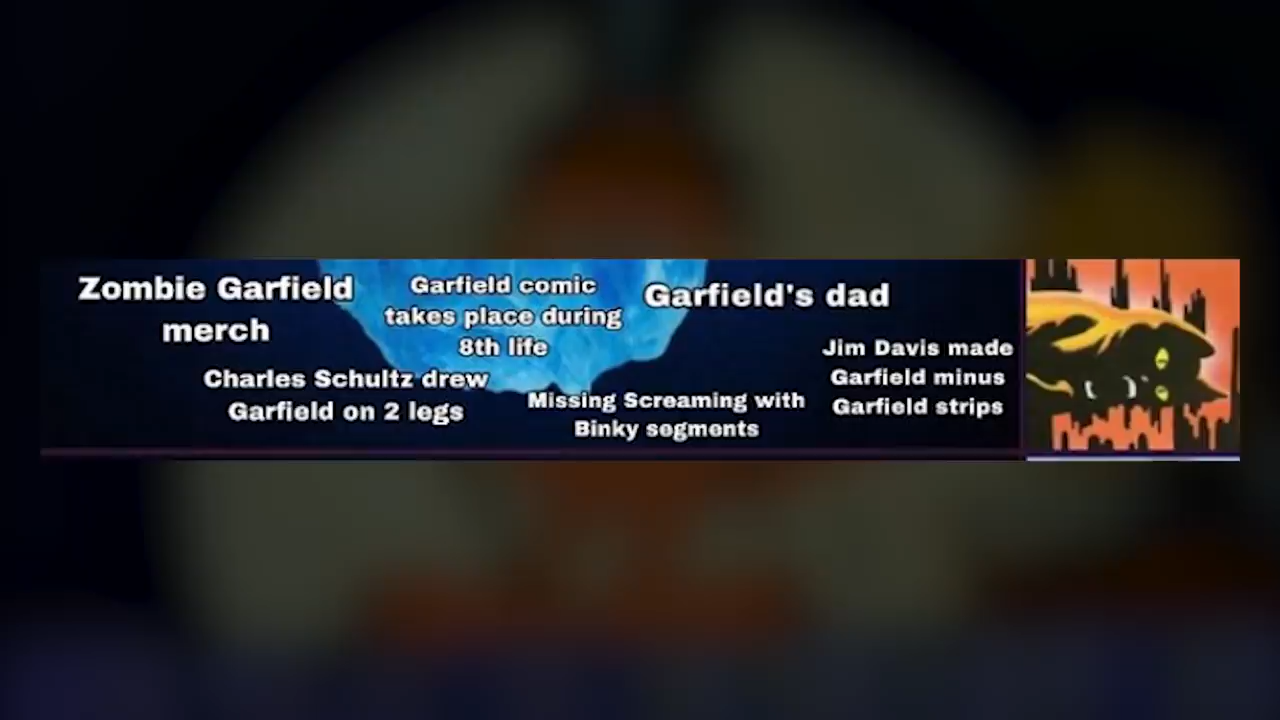 Zombie Garfield
merch
Garfield comic
takes place during
8th life
Garfield's dad
Charles Schultz drew
Garfield on 2 legs
Missing Screaming with
Binky segments
Jim Davis made
Garfield minus
Garfield strips